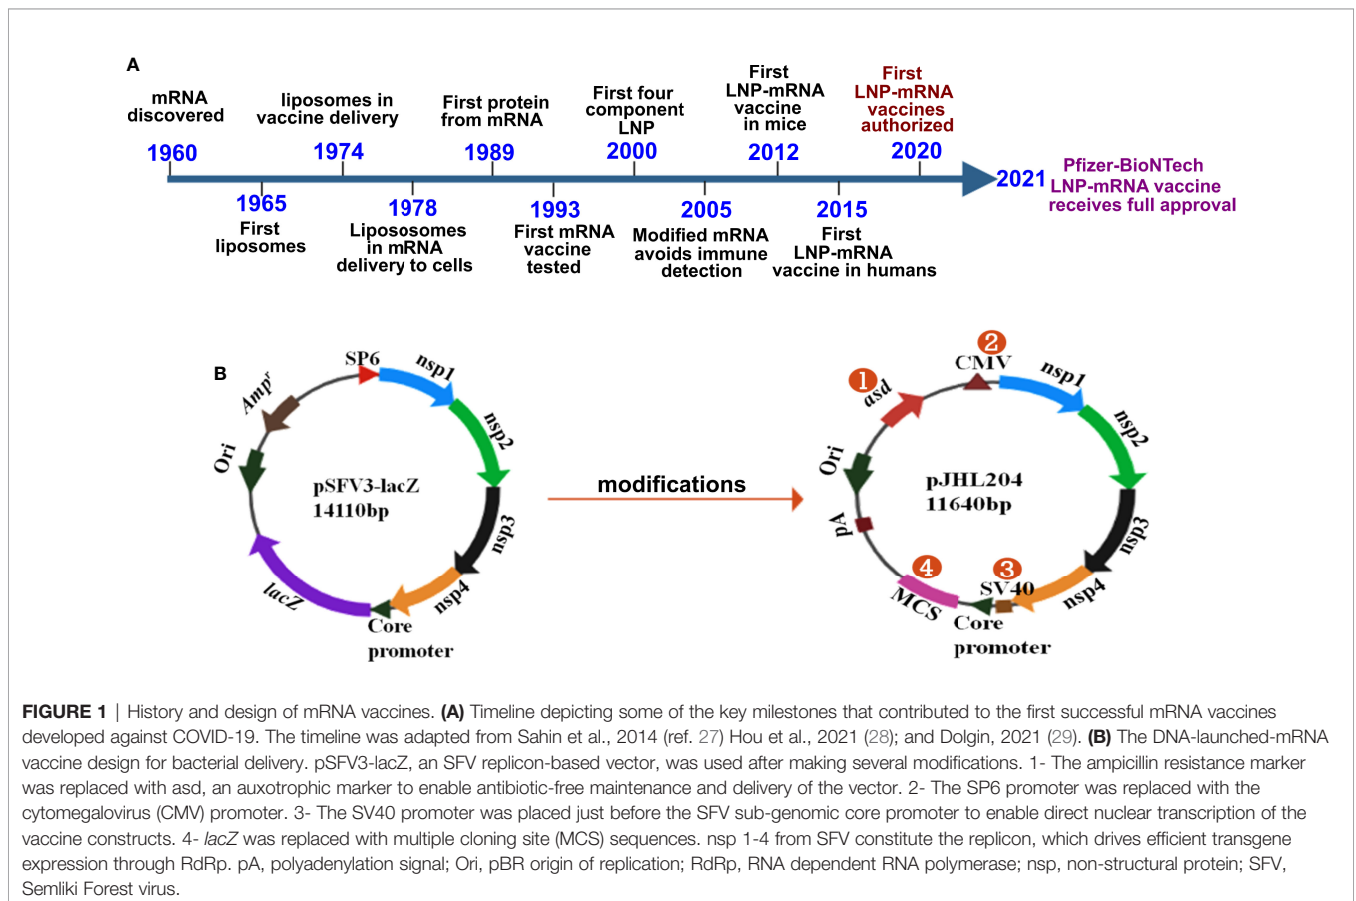 A
mRNA
discovered
1960
liposomes in
vaccine delivery
1974
First protein
from mRNA
1989
First four
component
LNP
2000
First
LNP-mRNA
vaccine
in mice
2012
First
LNP-mRNA
vaccines
authorized
2020
1965
First
liposomes
1978
Lipososomes
in mRNA
delivery to cells
1993
First mRNA
vaccine
tested
2005
Modified mRNA
avoids immune
detection
2015
First
LNP-mRNA
vaccine in humans
2021
Pfizer-BioNTech
LNP-mRNA vaccine
receives full approval
B
SP6
nsp1
nsp2
nsp3
nsp4
Core
promoter
lacZ
Ori
Ampr
pSFV3-lacZ
14110bp
modifications
1
asd
2
CMV
nsp1
nsp2
nsp3
nsp4
3
SV40
Core
promoter
4
MCS
pA
Ori
pJHL204
11640bp
FIGURE 1 | History and design of mRNA vaccines. (A) Timeline depicting some of the key milestones that contributed to the first successful mRNA vaccines
developed against COVID-19. The timeline was adapted from Sahin et al., 2014 (ref. 27) Hou et al., 2021 (28); and Dolgin, 2021 (29). (B) The DNA-launched-mRNA
vaccine design for bacterial delivery. pSFV3-lacZ, an SFV replicon-based vector, was used after making several modifications. 1- The ampicillin resistance marker
was replaced with asd, an auxotrophic marker to enable antibiotic-free maintenance and delivery of the vector. 2- The SP6 promoter was replaced with the
cytomegalovirus (CMV) promoter. 3- The SV40 promoter was placed just before the SFV sub-genomic core promoter to enable direct nuclear transcription of the
vaccine constructs. 4- lacZ was replaced with multiple cloning site (MCS) sequences. nsp 1-4 from SFV constitute the replicon, which drives efficient transgene
expression through RdRp. pA, polyadenylation signal; Ori, pBR origin of replication; RdRp, RNA dependent RNA polymerase; nsp, non-structural protein; SFV,
Semliki Forest virus.